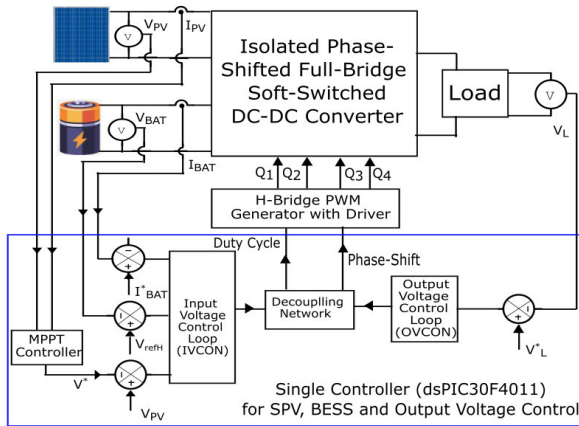 V_PV
I_PV
V
V_BAT
V
I_BAT
Isolated Phase-
Shifted Full-Bridge
Soft-Switched
DC-DC Converter
Load
V
V_L
Q1 Q2 Q3 Q4
H-Bridge PWM
Generator with Driver
Duty Cycle
Phase-Shift
I*_BAT
V_refH
MPPT
Controller
V*
V_PV
Input
Voltage
Control
Loop
(IVCON)
Decouplling
Network
Output
Voltage
Control
Loop
(OVCON)
V*_L
Single Controller (dsPIC30F4011)
for SPV, BESS and Output Voltage Control